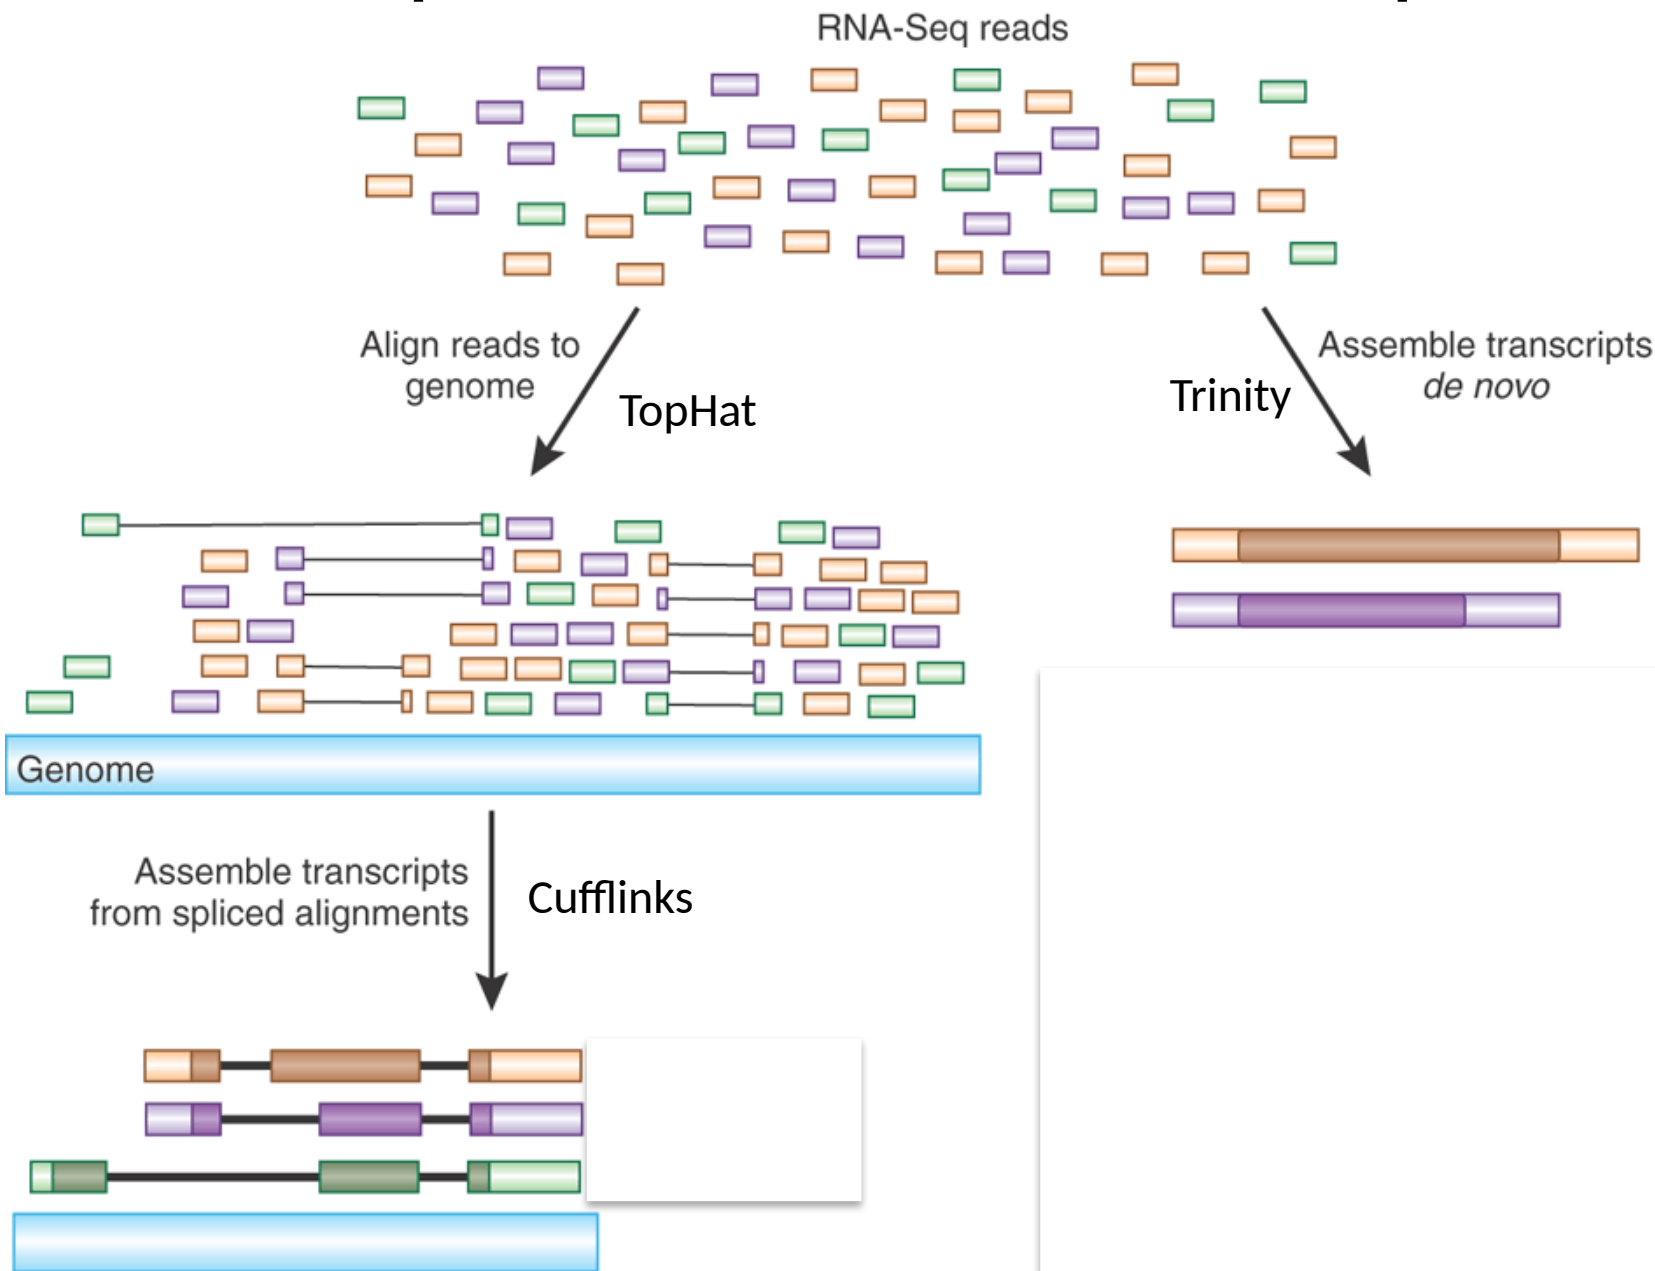 RNA-Seq reads
Align reads to
genome
TopHat
Trinity
Assemble transcripts
de novo
Genome
Assemble transcripts
from spliced alignments
Cufflinks